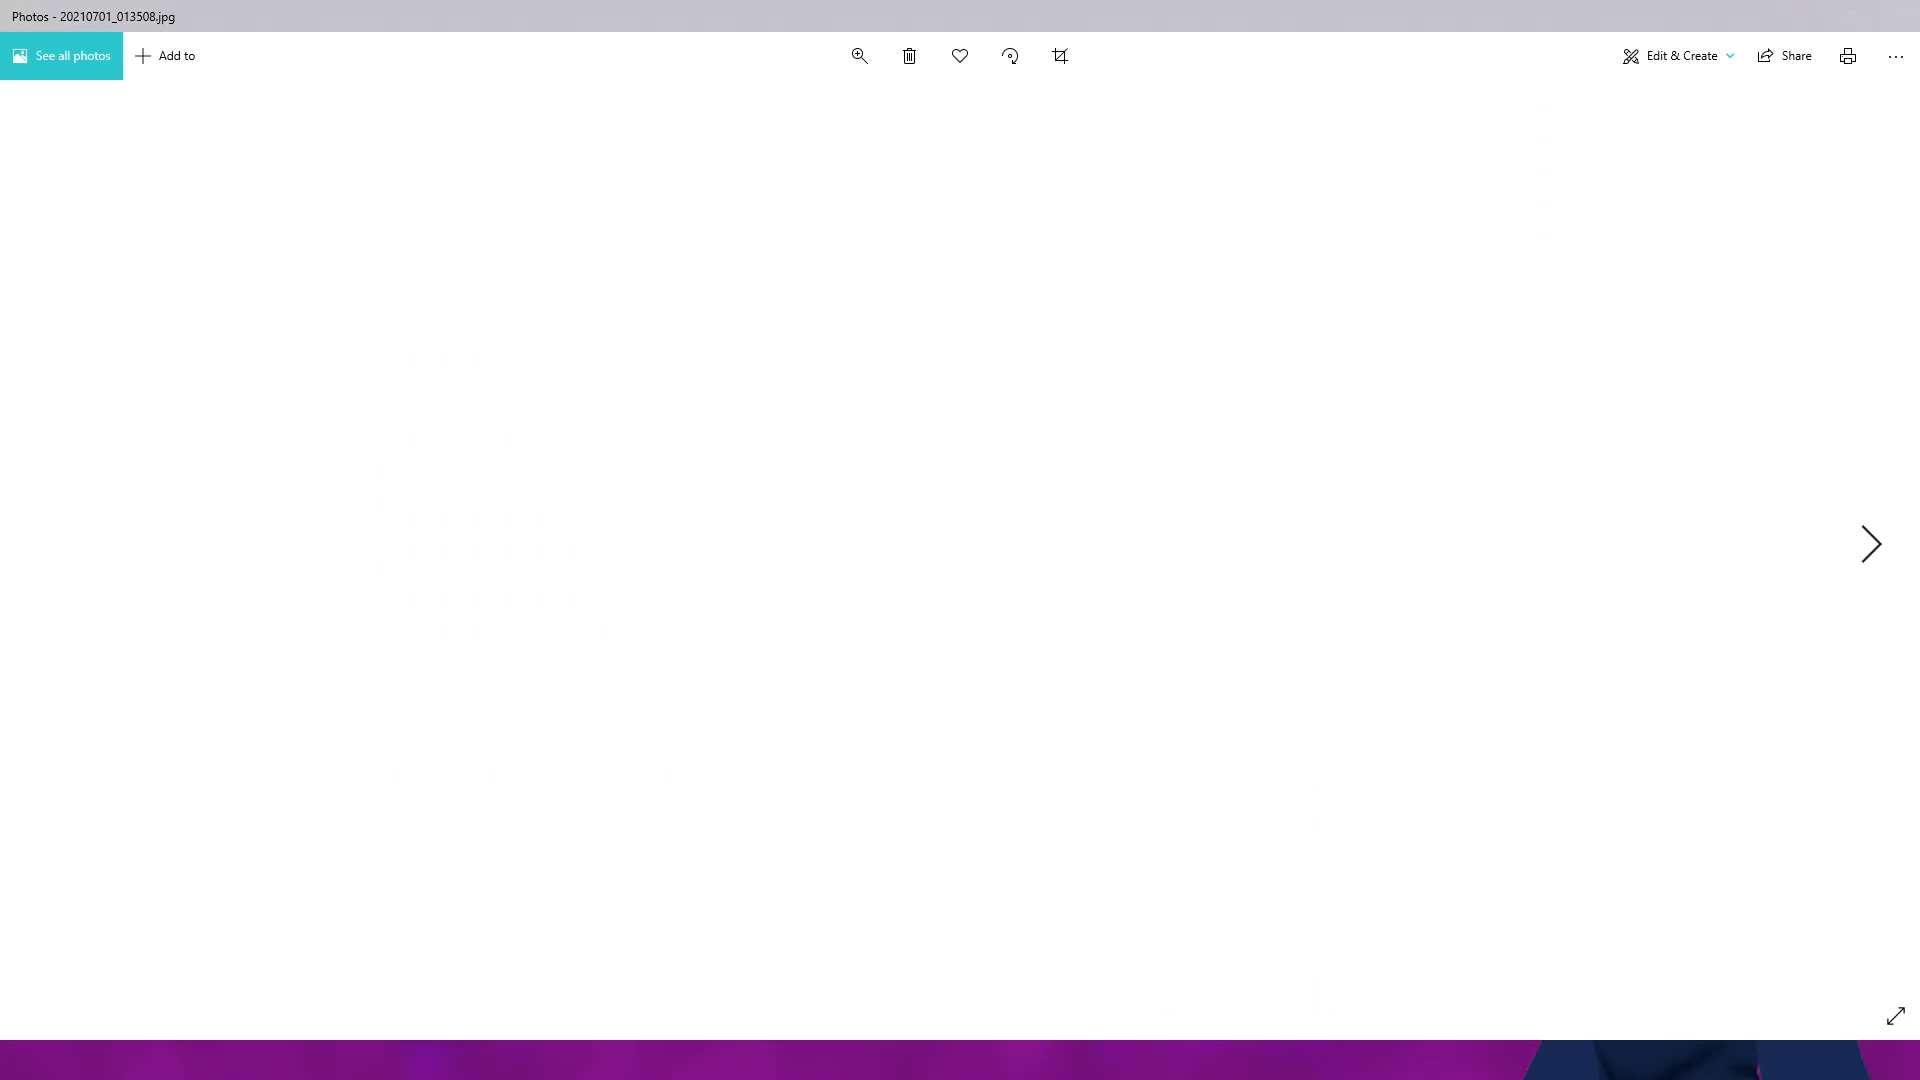 Photos - 20210701_013508.jpg
See all photos
Add to
Edit & Create
Share